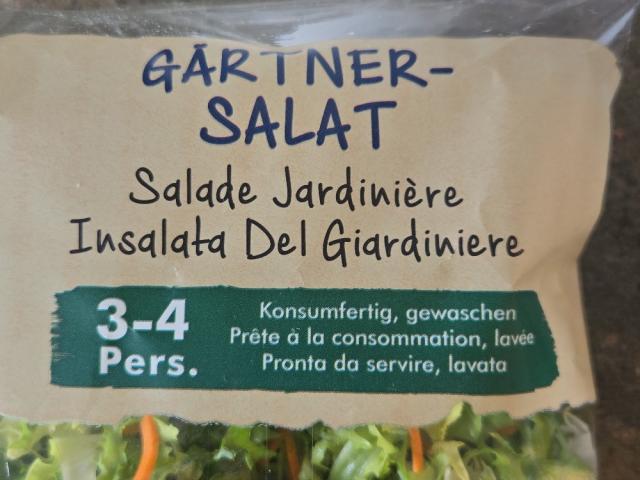 GÄRTNER-
SALAT
Salade Jardinière
Insalata Del Giardiniere
3-4
Pers.
Konsumfertig, gewaschen
Prête à la consommation, lavée
Pronta da servire, lavata